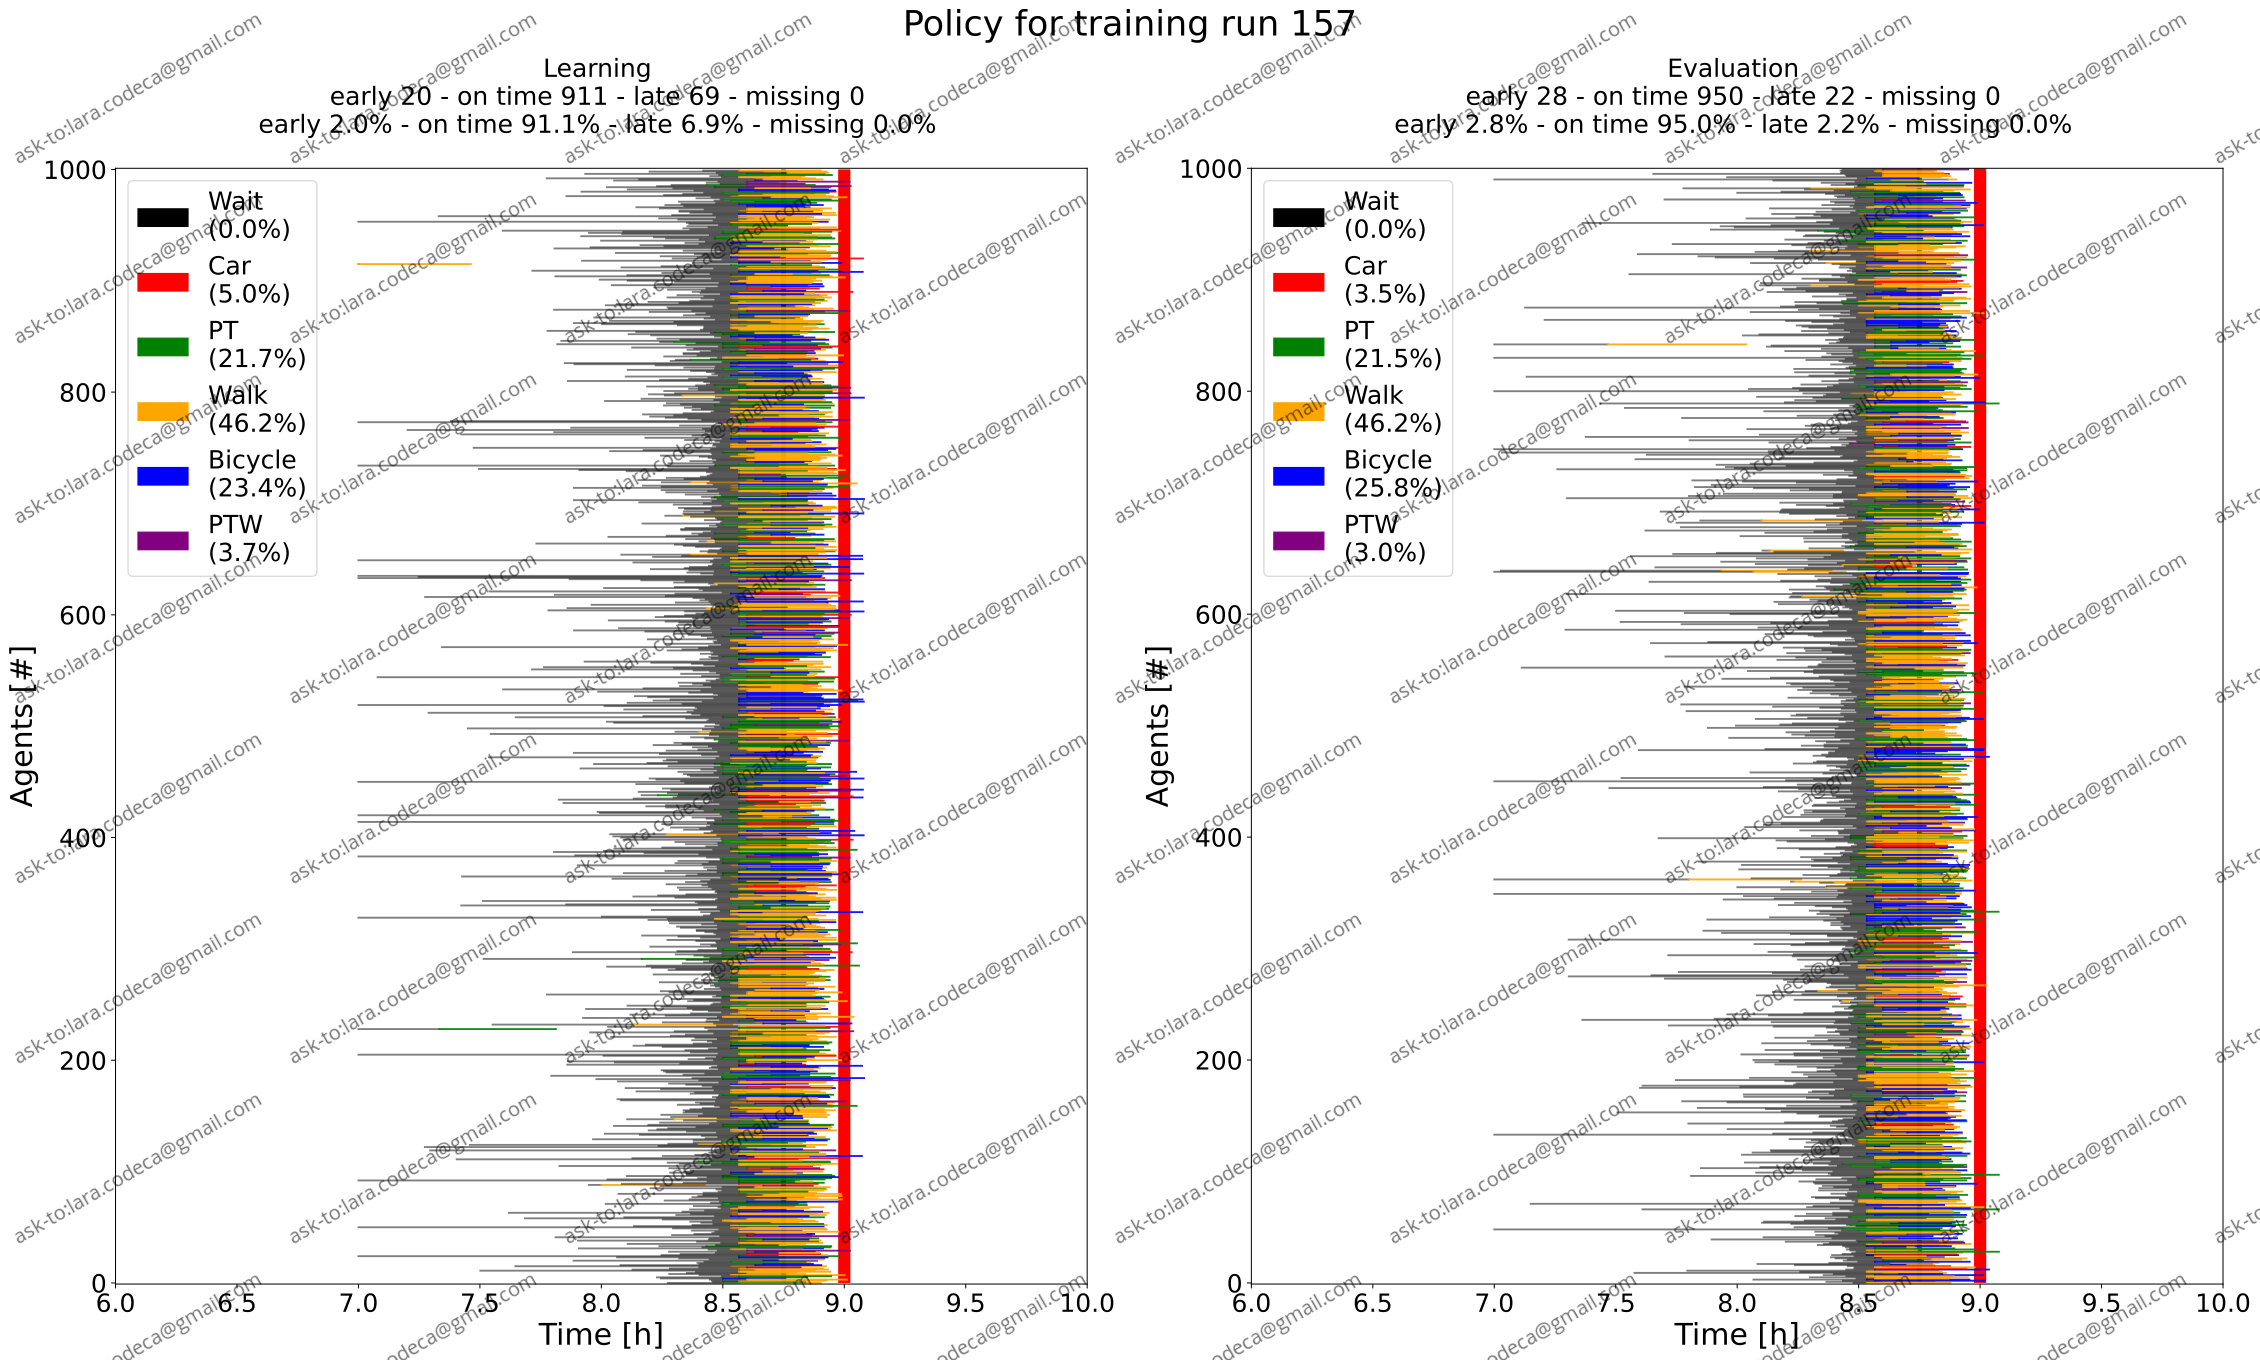 Policy for training run 157
Learning
early 20 - on time 911 - late 69 - missing 0
early 2.0% - on time 91.1% - late 6.9% - missing 0.0%
1000
800
600
400
200
0
Agents [#]
Wait
(0.0%)
Car
(5.0%)
PT
(21.7%)
Walk
(46.2%)
Bicycle
(23.4%)
PTW
(3.7%)
6.0 6.5 7.0 7.5 8.0 8.5 9.0 9.5 10.0
Time [h]
Evaluation
early 28 - on time 950 - late 22 - missing 0
early 2.8% - on time 95.0% - late 2.2% - missing 0.0%
1000
800
600
400
200
0
Agents [#]
Wait
(0.0%)
Car
(3.5%)
PT
(21.5%)
Walk
(46.2%)
Bicycle
(25.8%)
PTW
(3.0%)
6.0 6.5 7.0 7.5 8.0 8.5 9.0 9.5 10.0
Time [h]
ask-to:lara.codeca@gmail.com